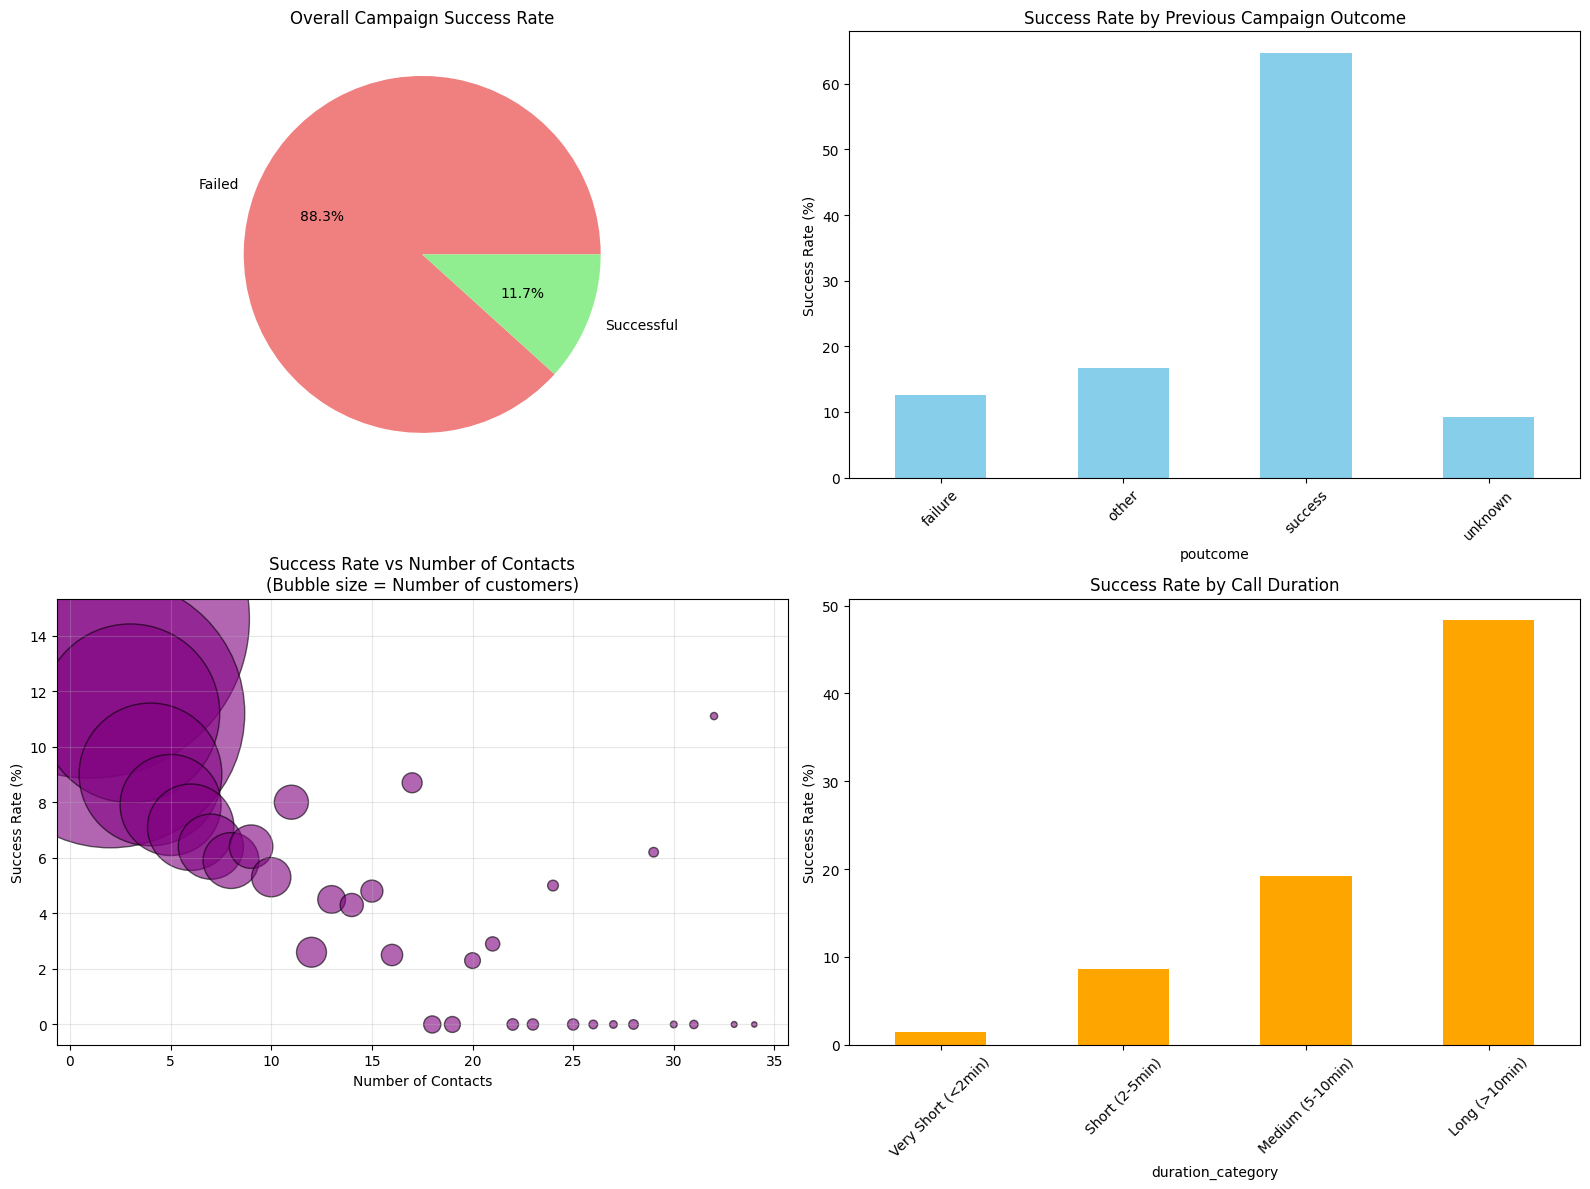 Overall Campaign Success Rate
Failed
88.3%
11.7%
Successful
Success Rate by Previous Campaign Outcome
Success Rate (%)
60
50
40
30
20
10
0
failure
other
success
unknown
poutcome
Success Rate vs Number of Contacts
(Bubble size = Number of customers)
Success Rate (%)
14
12
10
8
6
4
2
0
0
5
10
15
20
25
30
35
Number of Contacts
Success Rate by Call Duration
Success Rate (%)
50
40
30
20
10
0
Very Short (<2min)
Short (2-5min)
Medium (5-10min)
Long (>10min)
duration_category